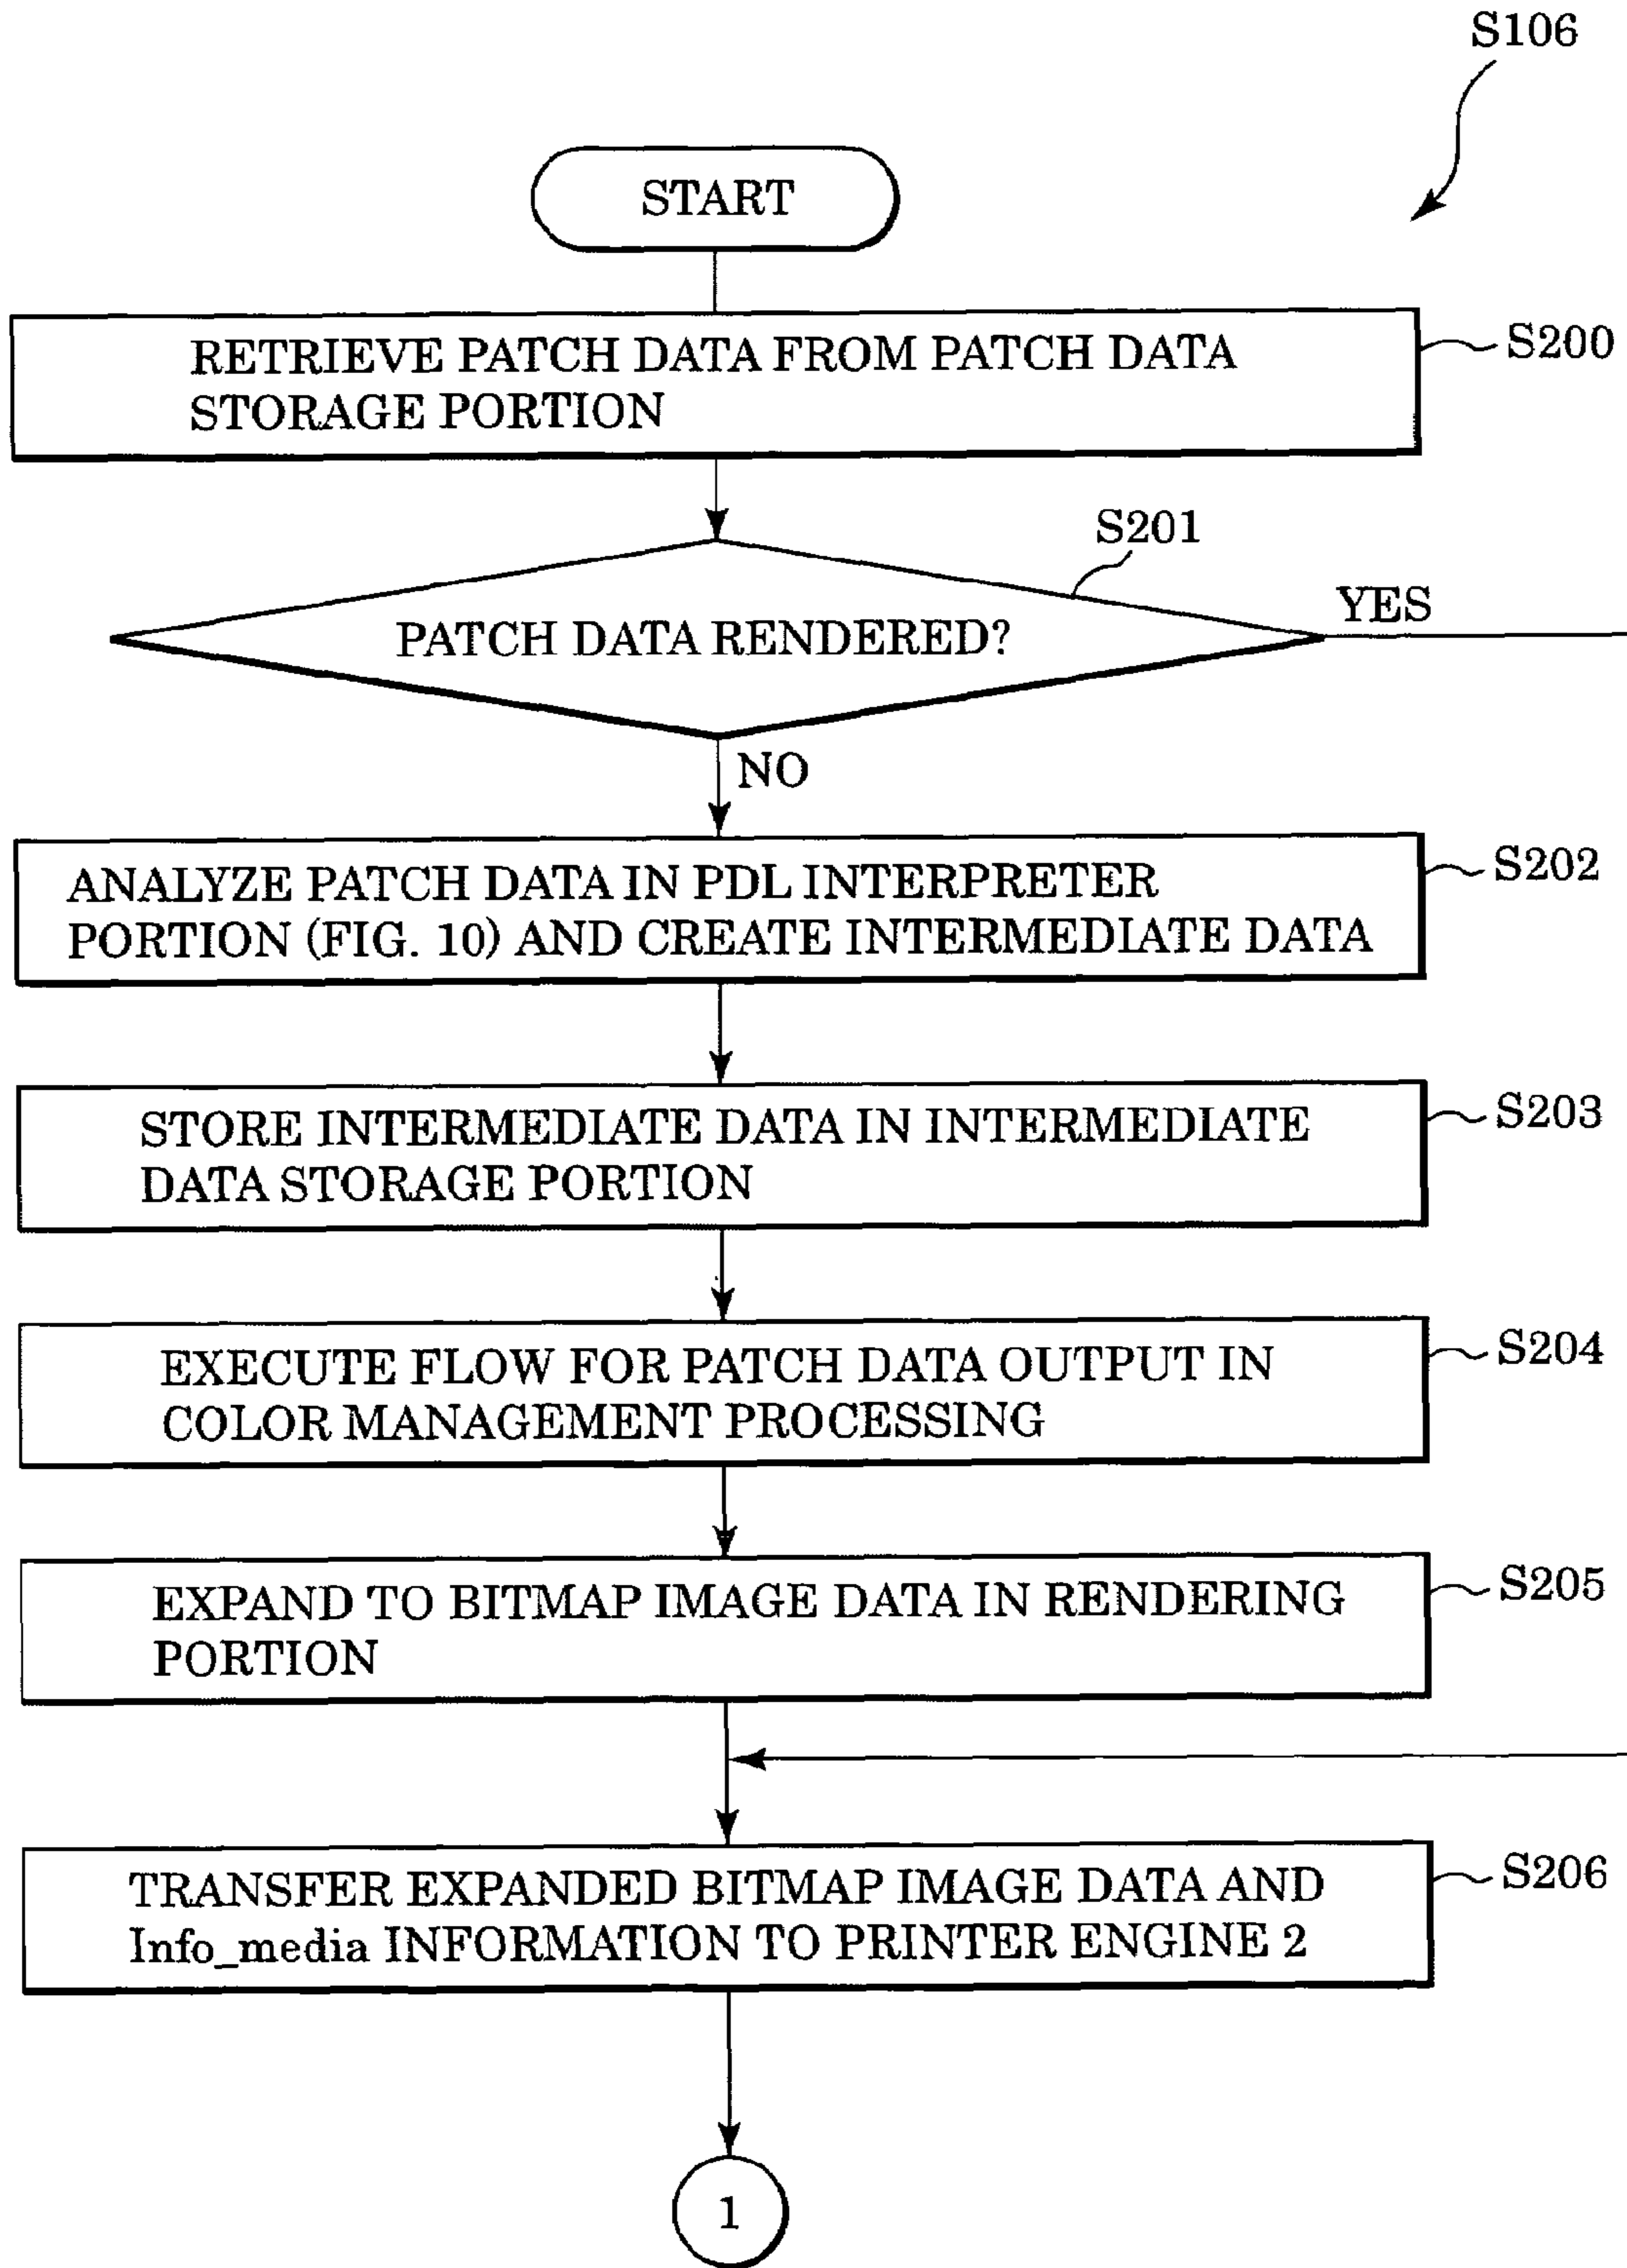 S106
START
RETRIEVE PATCH DATA FROM PATCH DATA
STORAGE PORTION
S200
S201
PATCH DATA RENDERED?
YES
NO
ANALYZE PATCH DATA IN PDL INTERPRETER
PORTION (FIG. 10) AND CREATE INTERMEDIATE DATA
S202
STORE INTERMEDIATE DATA IN INTERMEDIATE
DATA STORAGE PORTION
S203
EXECUTE FLOW FOR PATCH DATA OUTPUT IN
COLOR MANAGEMENT PROCESSING
S204
EXPAND TO BITMAP IMAGE DATA IN RENDERING
PORTION
S205
TRANSFER EXPANDED BITMAP IMAGE DATA AND
Info_media INFORMATION TO PRINTER ENGINE 2
S206
1